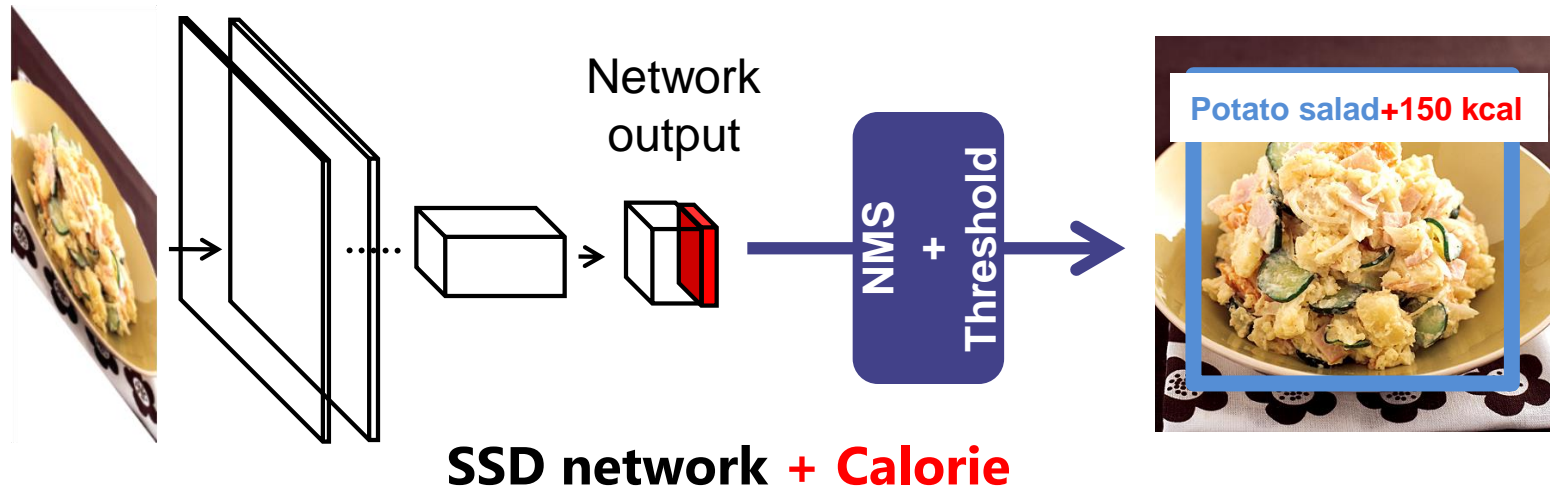 Network
output
NMS
+
Threshold
Potato salad+150 kcal
SSD network + Calorie